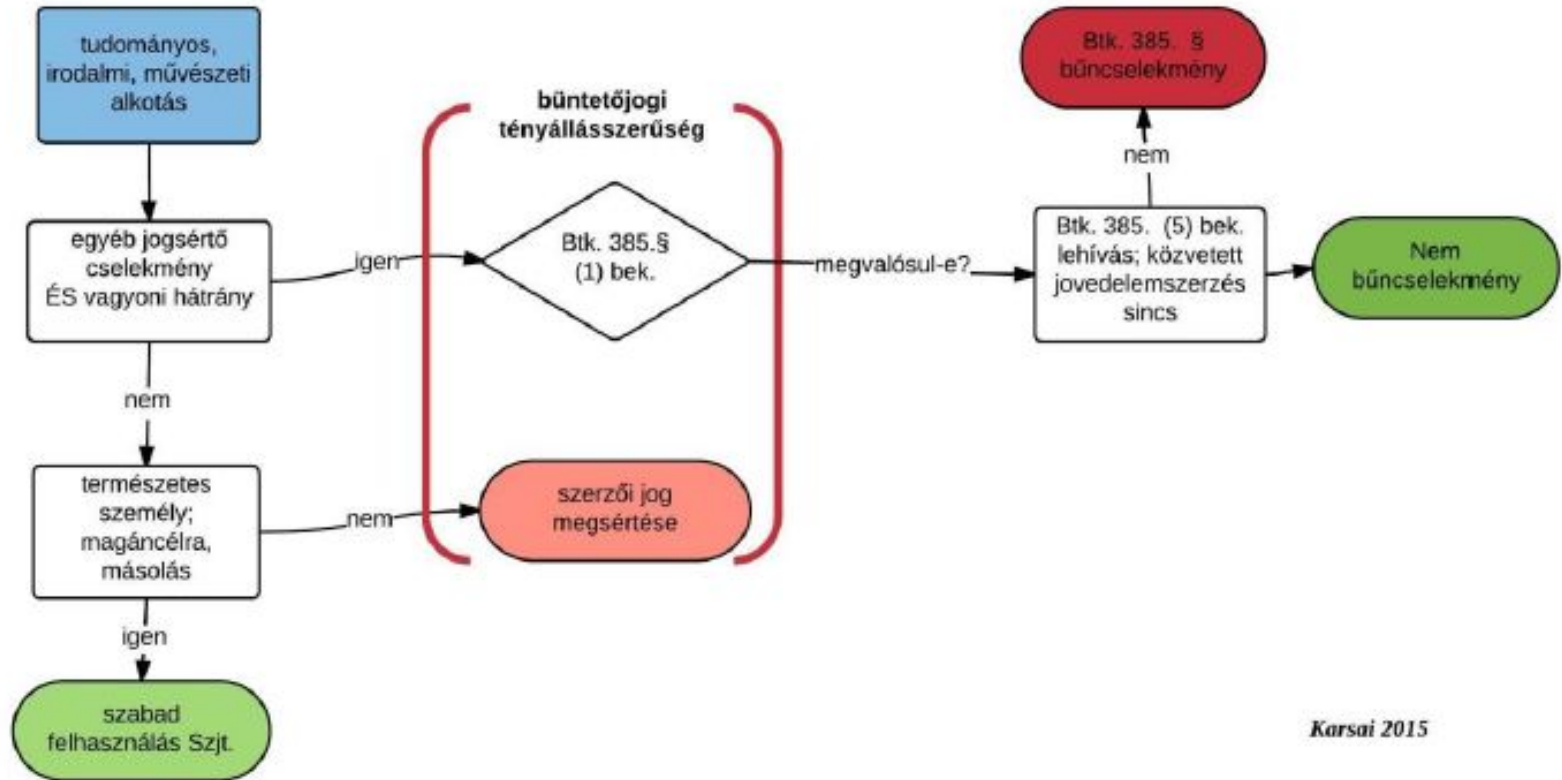 tudományos,
irodalmi, művészeti
alkotás
egyéb jogsértő
cselekmény
ÉS vagyoni hátrány
igen
büntetőjogi
tényállásszerűség
Btk. 385.§
(1) bek.
megvalósul-e?
Btk. 385. (5) bek.
lehívás; közvetett
jovedelemszerzés
sincs
nem
Btk. 385. §
bűncselekmény
Nem
bűncselekmény
nem
természetes
személy;
magáncélra,
másolás
nem
szerzői jog
megsértése
igen
szabad
felhasználás Szjt.
Karsai 2015